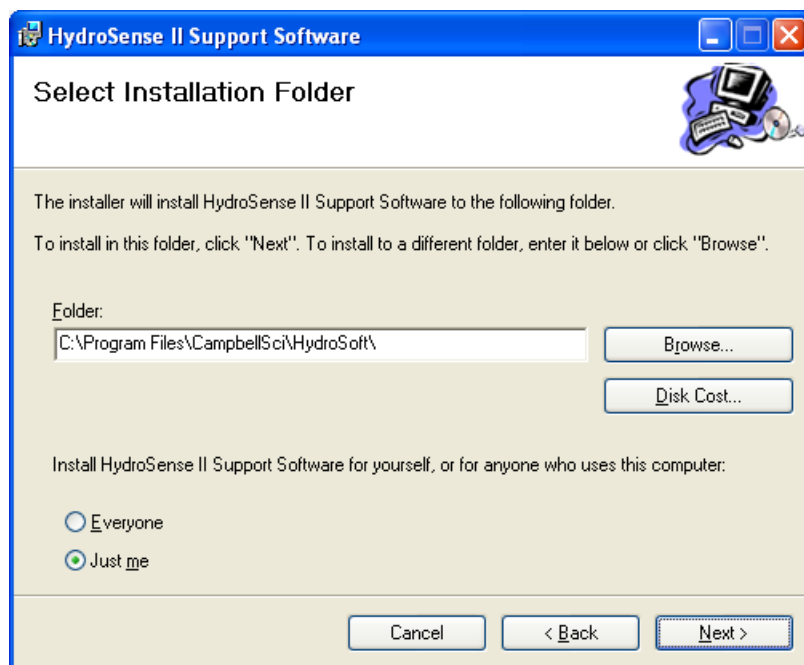 HydroSense II Support Software
Select Installation Folder
The installer will install HydroSense II Support Software to the following folder.
To install in this folder, click "Next". To install to a different folder, enter it below or click "Browse".
Folder:
C:\Program Files\CampbellSci\HydroSoft\
Browse...
Disk Cost...
Install HydroSense II Support Software for yourself, or for anyone who uses this computer:
Everyone
Just me
Cancel
< Back
Next >